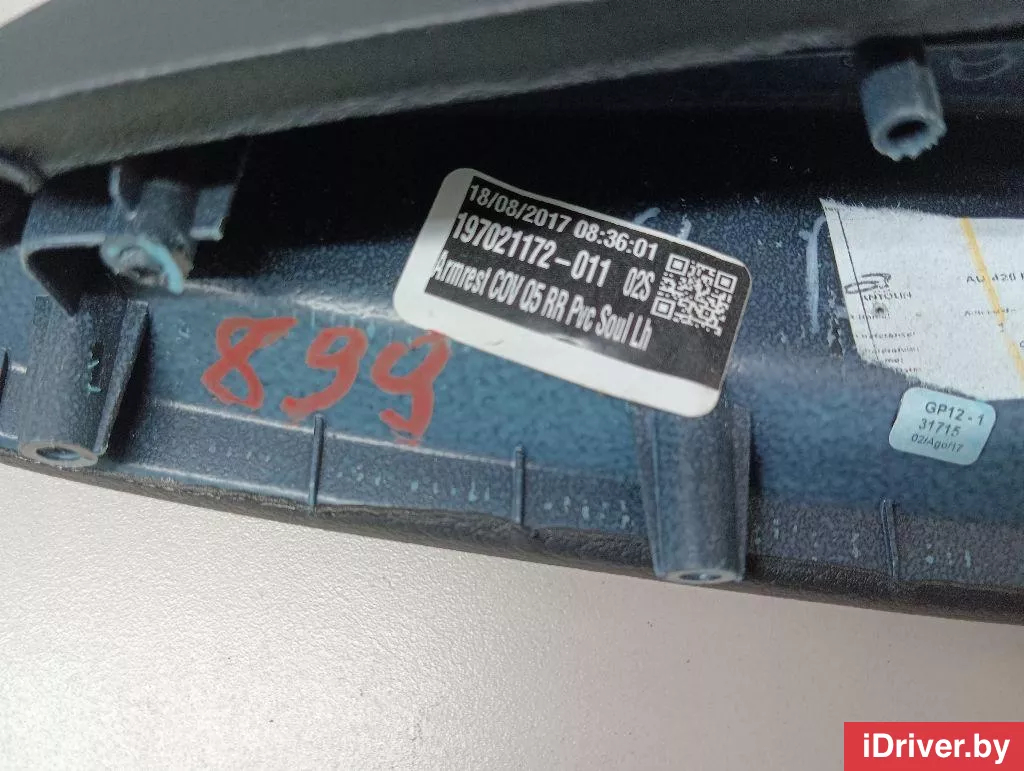 18/08/2017 08:36:01
197021172-011 02S
Armrest COV Q5 RR Pvc Soul Lh
899
ANTOLIN
GP12-1
31715
02/Ago/17
iDriver.by